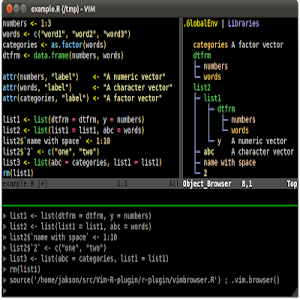 example.R (/tmp) - VIM
numbers <- 1:3
words <- c("word1", "word2", "word3")
categories <- as.factor(words)
dtfrm <- data.frame(numbers, words)
attr(numbers, "label") <- "A numeric vector"
attr(words, "label") <- "A character vector"
attr(categories, "label") <- "A factor vector"
list1 <- list(dtfrm = dtfrm, y = numbers)
list2 <- list(list1 = list1, abc = words)
list2$`name with space` <- 1:10
list2$`2` <- c("one", "two")
list3 <- list(abc = categories, list1 = list1)
rm(list1)
example.R [+] 1,1 All
.GlobalEnv | Libraries
categories A factor vector
dtfrm
numbers
words
list2
list1
dtfrm
numbers
words
y A numeric vector
abc A character vector
name with space
2
Object_Browser 8,1 Top
> list1 <- list(dtfrm = dtfrm, y = numbers)
> list2 <- list(list1 = list1, abc = words)
> list2$`name with space` <- 1:10
> list2$`2` <- c("one", "two")
> list3 <- list(abc = categories, list1 = list1)
> rm(list1)
> source('/home/jakson/src/Vim-R-plugin/r-plugin/vimbrowser.R') ; .vim.browser()
>